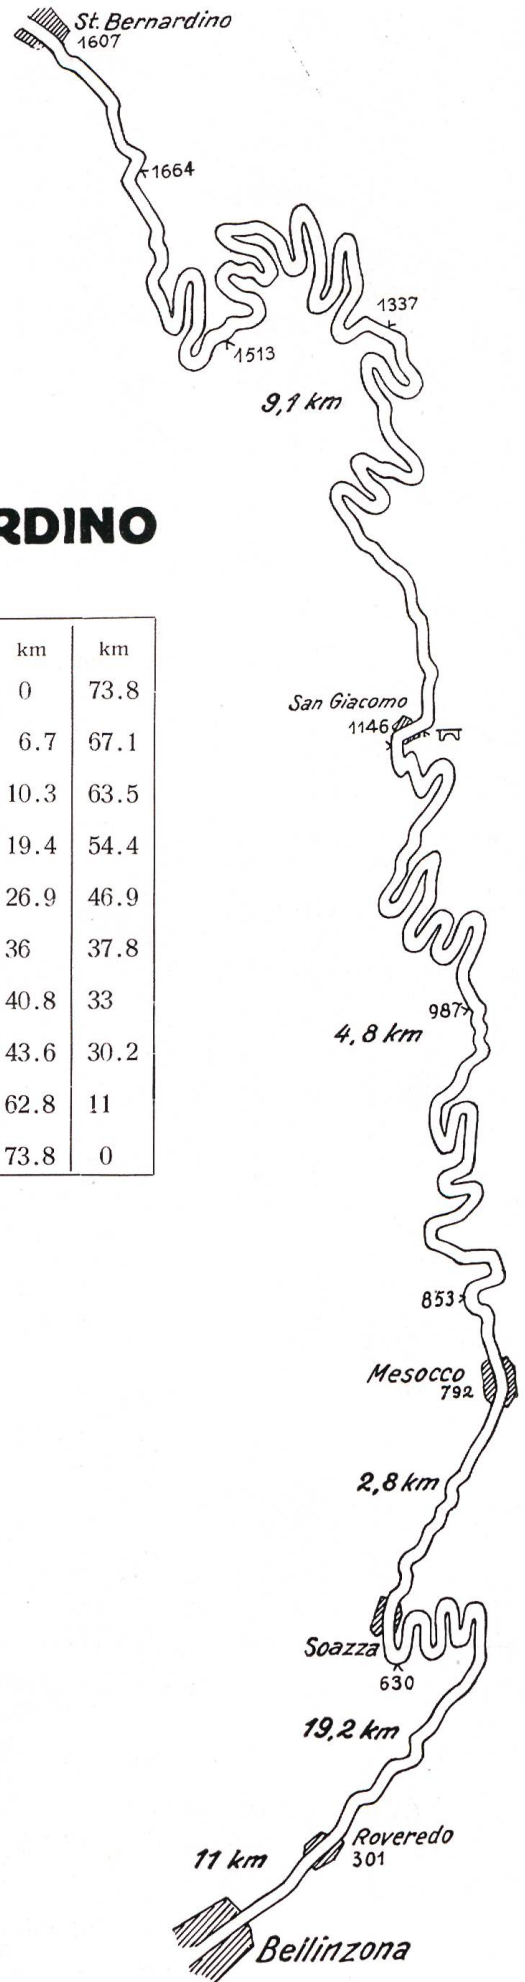 St. Bernardino
1607
1664
1337
1513
9,1 km
RDINO
km km
0 73.8
6.7 67.1
10.3 63.5
19.4 54.4
26.9 46.9
36 37.8
40.8 33
43.6 30.2
62.8 11
73.8 0
San Giacomo
1146
987
4,8 km
853
Mesocco
792
2,8 km
Soazza
630
19,2 km
Roveredo
301
11 km
Bellinzona